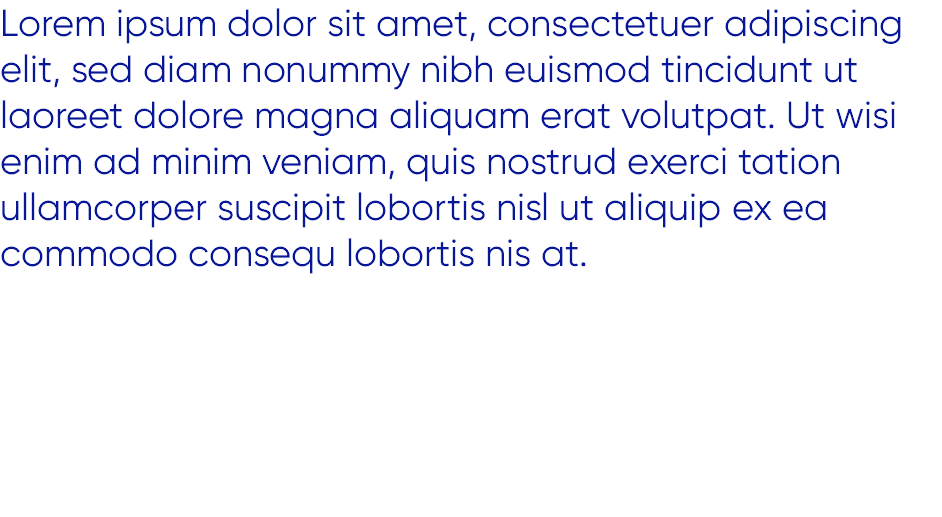 Lorem ipsum dolor sit amet, consectetuer adipiscing
elit, sed diam nonummy nibh euismod tincidunt ut
laoreet dolore magna aliquam erat volutpat. Ut wisi
enim ad minim veniam, quis nostrud exerci tation
ullamcorper suscipit lobortis nisl ut aliquip ex ea
commodo consequ lobortis nis at.